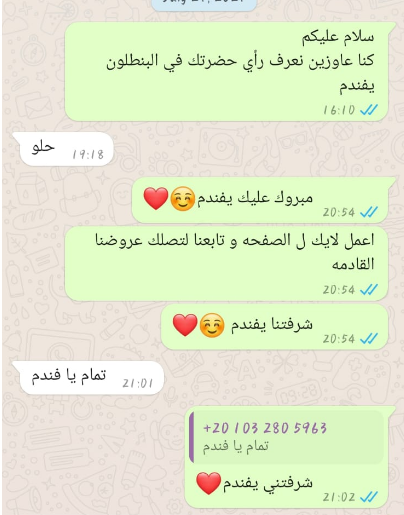 سلام عليكم
كنا عاوزين نعرف رأي حضرتك في البنطلون
يفندم
16:10
حلو
19:18
مبروك عليك يفندم☺️❤️
20:54
اعمل لايك ل الصفحه و تابعنا لتصلك عروضنا
القادمه
20:54
شرفتنا يفندم ☺️❤️
20:54
تمام يا فندم
21:01
+20 103 280 5963
تمام يا فندم
شرفتني يفندم❤️
21:02